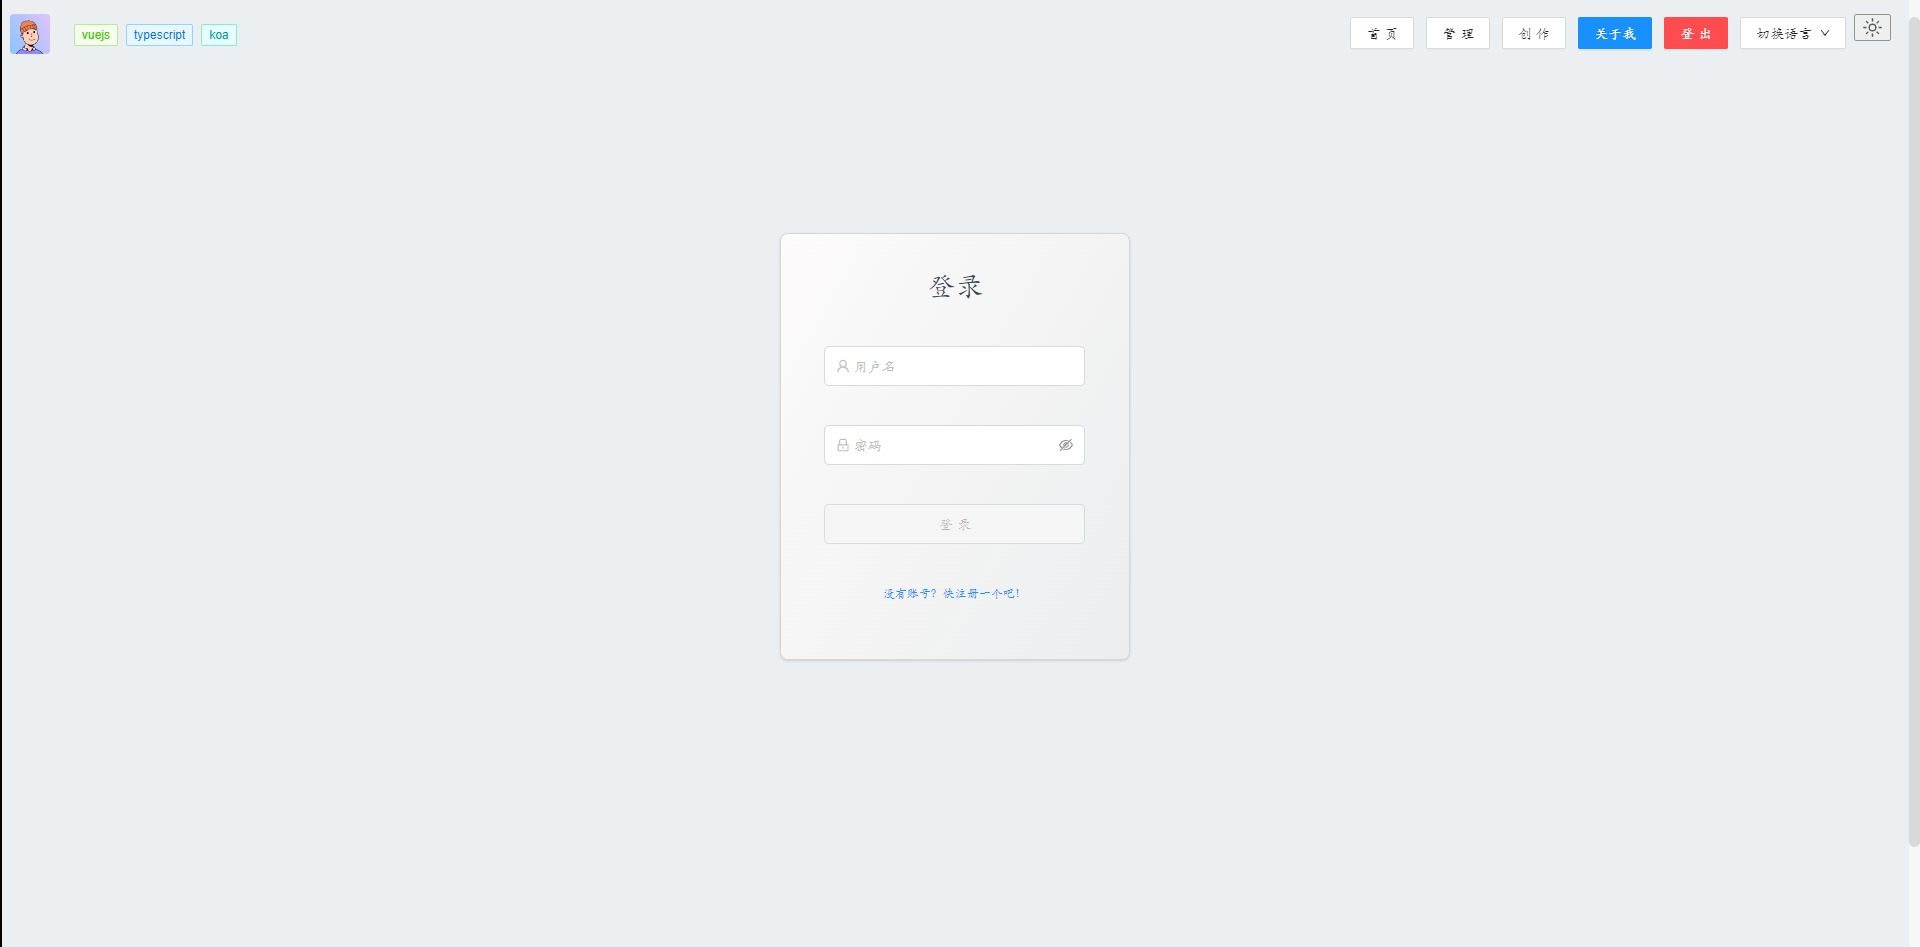 vuejs typescript koa 首页 管理 创作 关于我 登出 切换语言
登录
用户名
密码
登录
没有账号？快注册一个吧！